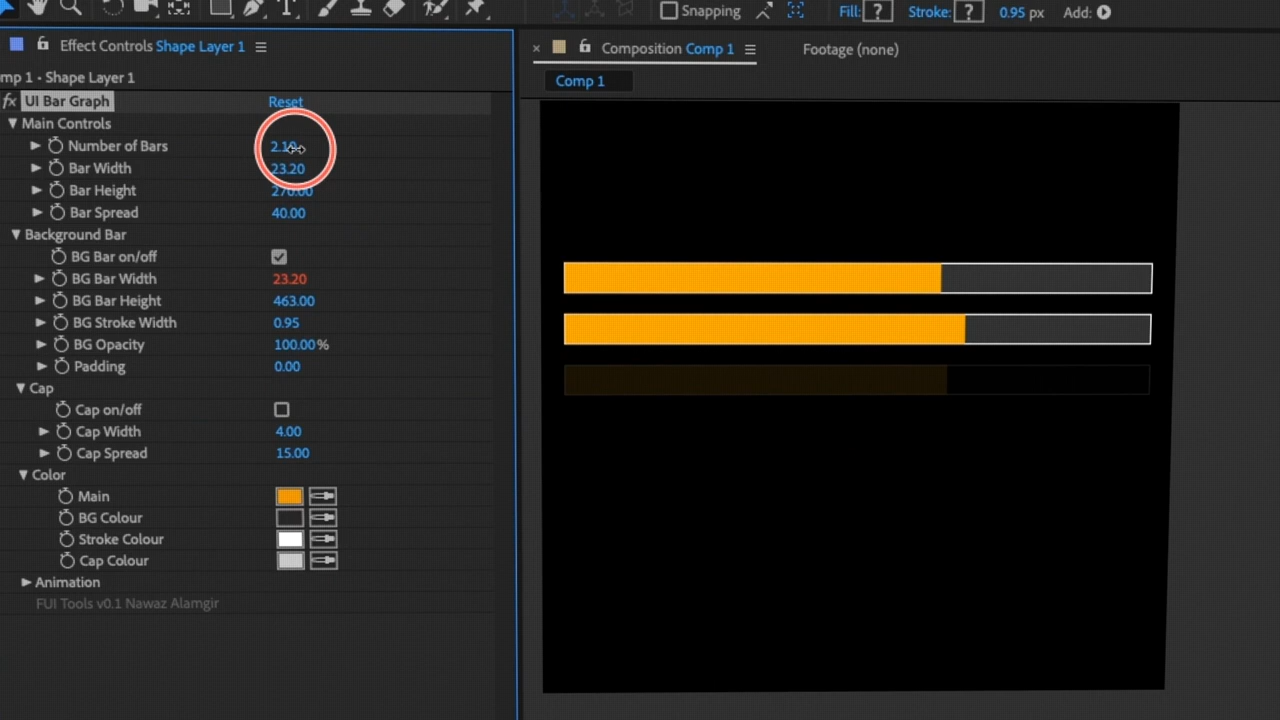 Snapping
Fill: ? Stroke: ? 0.95 px Add:
Effect Controls Shape Layer 1
Composition Comp 1
Footage (none)
mp 1 • Shape Layer 1
Comp 1
fx UI Bar Graph Reset
Main Controls
Number of Bars 2.10
Bar Width 23.20
Bar Height 270.00
Bar Spread 40.00
Background Bar
BG Bar on/off
BG Bar Width 23.20
BG Bar Height 463.00
BG Stroke Width 0.95
BG Opacity 100.00%
Padding 0.00
Cap
Cap on/off
Cap Width 4.00
Cap Spread 15.00
Color
Main
BG Colour
Stroke Colour
Cap Colour
Animation
FUI Tools v0.1 Nawaz Alamgir